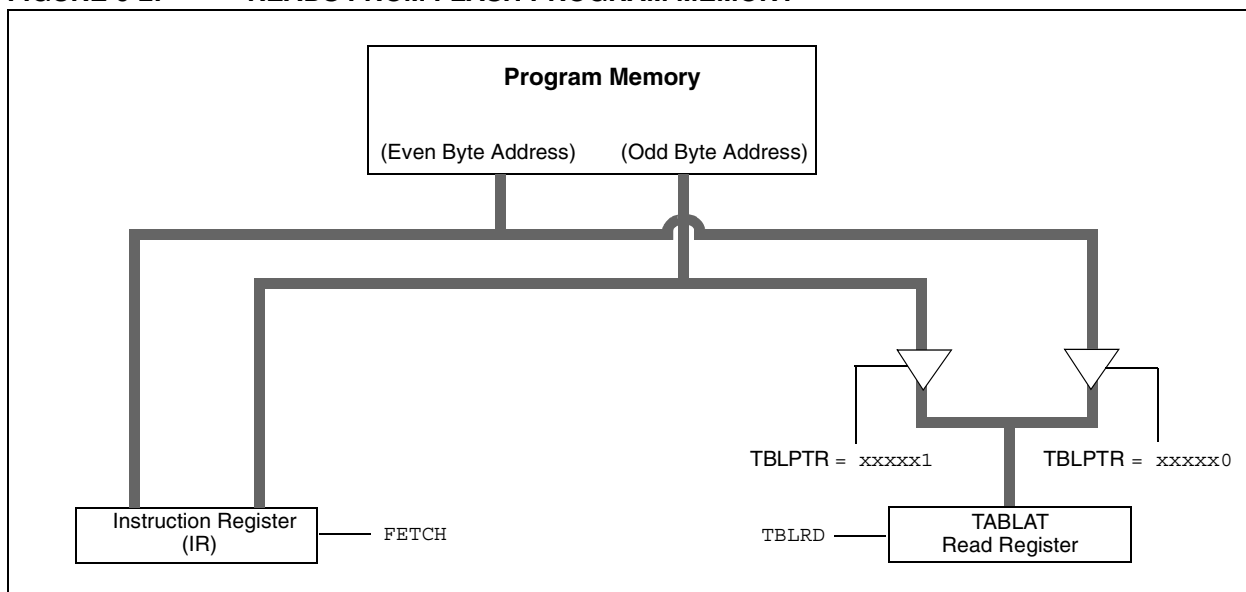 Program Memory
(Even Byte Address) (Odd Byte Address)
TBLPTR = xxxxx1 TBLPTR = xxxxx0
Instruction Register
(IR)
FETCH
TBLRD
TABLAT
Read Register